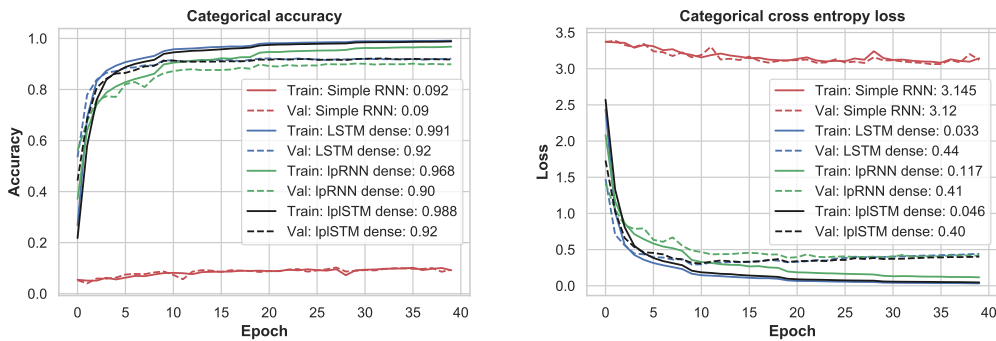 Categorical accuracy
1.0
0.8
0.6
0.4
0.2
0.0
Accuracy
0
5
10
15
20
25
30
35
40
Epoch
Train: Simple RNN: 0.092
Val: Simple RNN: 0.09
Train: LSTM dense: 0.991
Val: LSTM dense: 0.92
Train: lpRNN dense: 0.968
Val: lpRNN dense: 0.90
Train: lplSTM dense: 0.988
Val: lplSTM dense: 0.92
Categorical cross entropy loss
3.5
3.0
2.5
2.0
1.5
1.0
0.5
0.0
Loss
0
5
10
15
20
25
30
35
40
Epoch
Train: Simple RNN: 3.145
Val: Simple RNN: 3.12
Train: LSTM dense: 0.033
Val: LSTM dense: 0.44
Train: lpRNN dense: 0.117
Val: lpRNN dense: 0.41
Train: lplSTM dense: 0.046
Val: lplSTM dense: 0.40